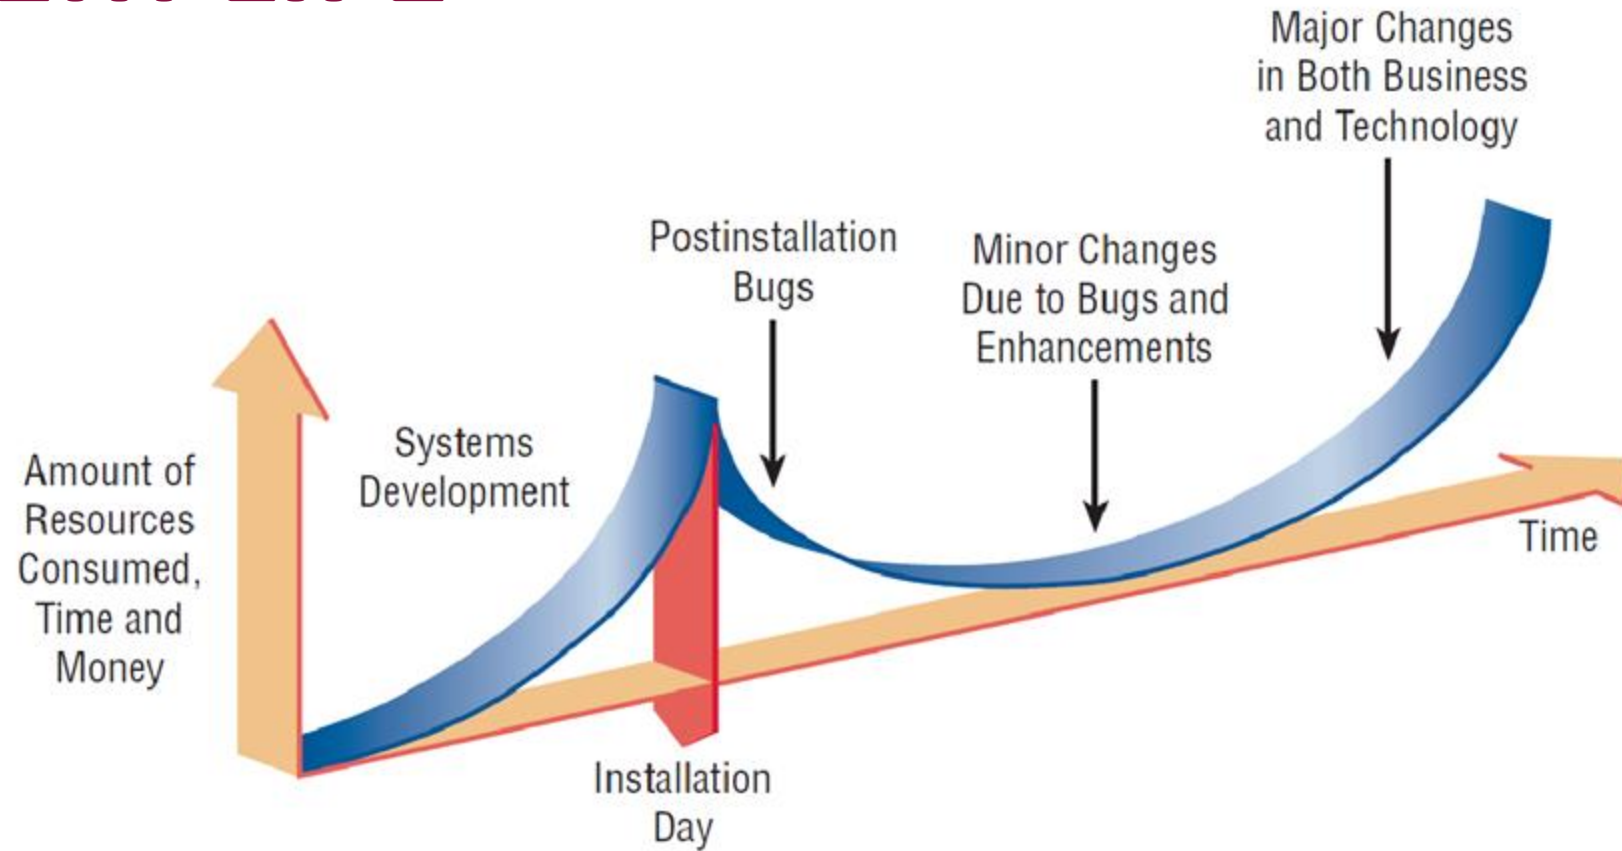 Major Changes
in Both Business
and Technology
Postinstallation
Bugs
Minor Changes
Due to Bugs and
Enhancements
Systems
Development
Amount of
Resources
Consumed,
Time and
Money
Time
Installation
Day